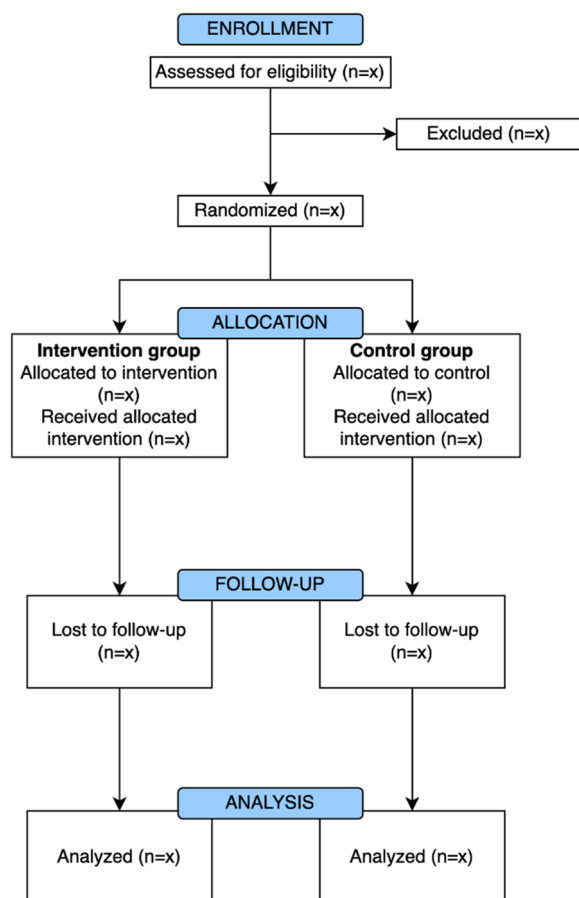 ENROLLMENT
Assessed for eligibility (n=x)
Excluded (n=x)
Randomized (n=x)
ALLOCATION
Intervention group
Allocated to intervention
(n=x)
Received allocated
intervention (n=x)
Control group
Allocated to control
(n=x)
Received allocated
intervention (n=x)
FOLLOW-UP
Lost to follow-up
(n=x)
Lost to follow-up
(n=x)
ANALYSIS
Analyzed (n=x)
Analyzed (n=x)